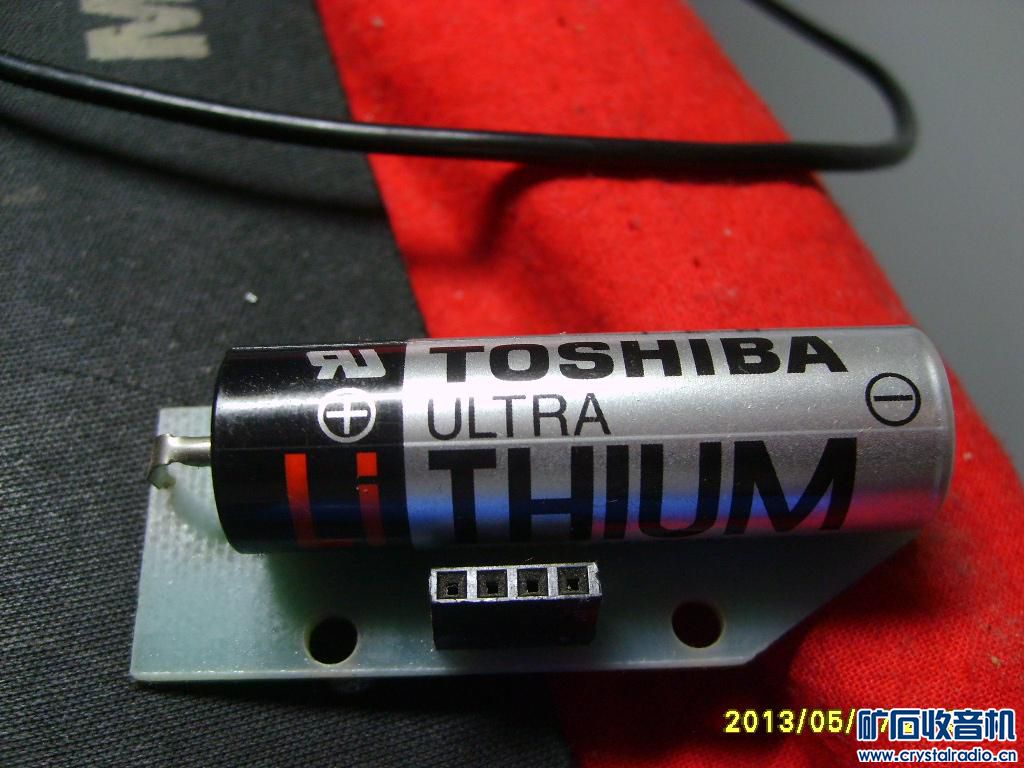 TOSHIBA
ULTRA
LiTHIUM
2013/05/
矿石收音机
www.crystalradio.cn